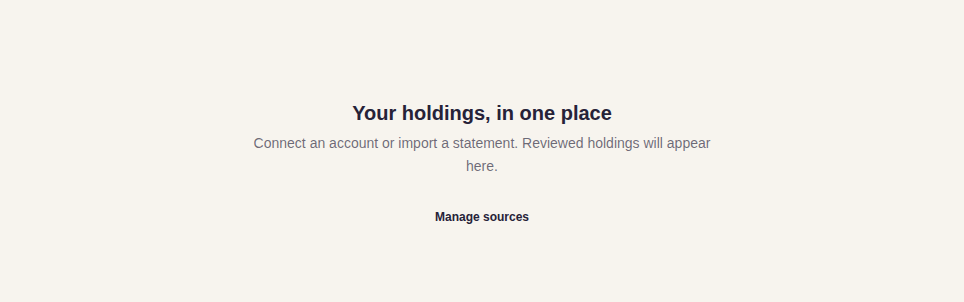 Your holdings, in one place
Connect an account or import a statement. Reviewed holdings will appear
here.
Manage sources